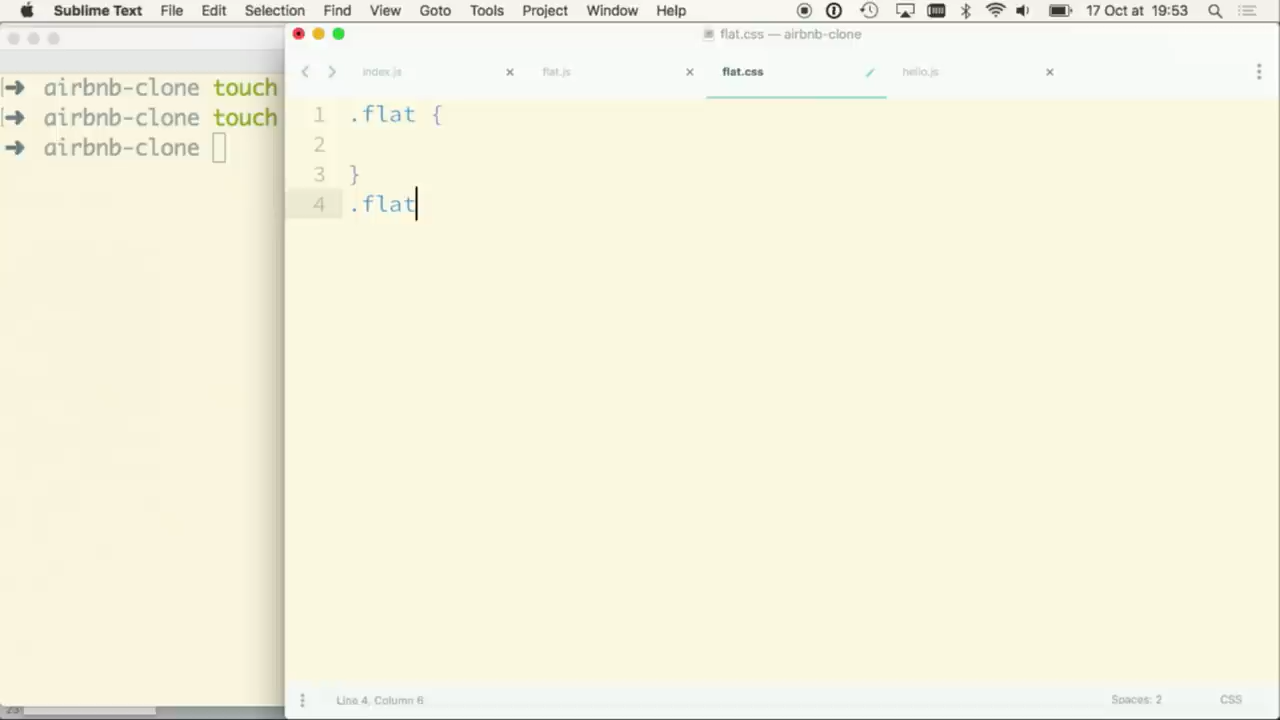 Sublime Text File Edit Selection Find View Goto Tools Project Window Help 17 Oct at 19:53
flat.css — airbnb-clone
index.js flat.js flat.css hello.js
➜ airbnb-clone touch
➜ airbnb-clone touch
➜ airbnb-clone
1 .flat {
2
3 }
4 .flat
Line 4, Column 6 Spaces: 2 CSS
23